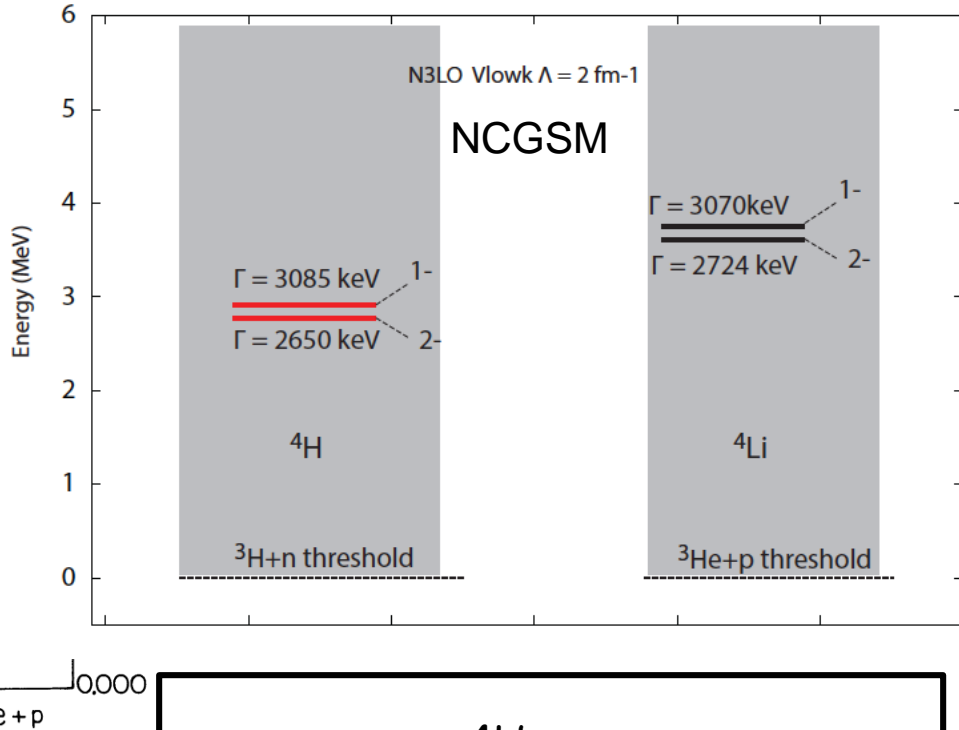 6
N3LO Vlowk Λ = 2 fm-1
5
NCGSM
4
Γ = 3070keV 1-
Γ = 2724 keV 2-
Energy (MeV)
3
Γ = 3085 keV 1-
Γ = 2650 keV 2-
2
⁴H ⁴Li
1
³H+n threshold ³He+p threshold
0
0.000
e+p